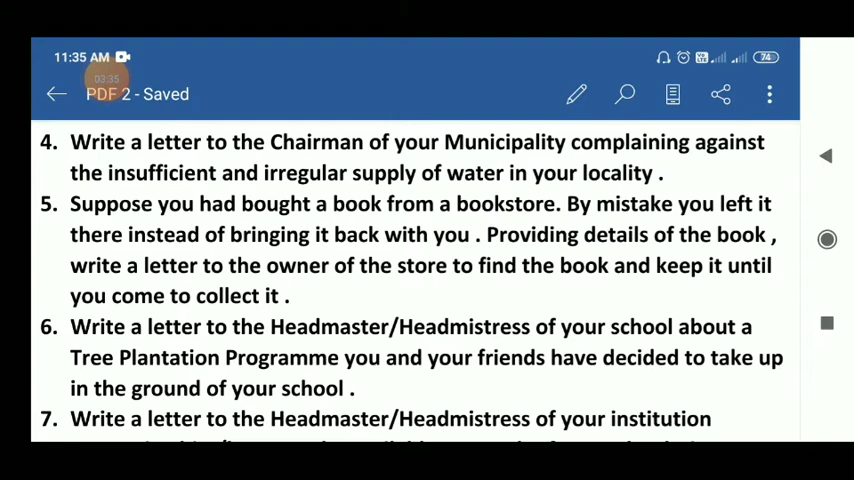 11:35 AM
03:35
74
PDF 2 - Saved
4. Write a letter to the Chairman of your Municipality complaining against
the insufficient and irregular supply of water in your locality .
5. Suppose you had bought a book from a bookstore. By mistake you left it
there instead of bringing it back with you . Providing details of the book ,
write a letter to the owner of the store to find the book and keep it until
you come to collect it .
6. Write a letter to the Headmaster/Headmistress of your school about a
Tree Plantation Programme you and your friends have decided to take up
in the ground of your school .
7. Write a letter to the Headmaster/Headmistress of your institution